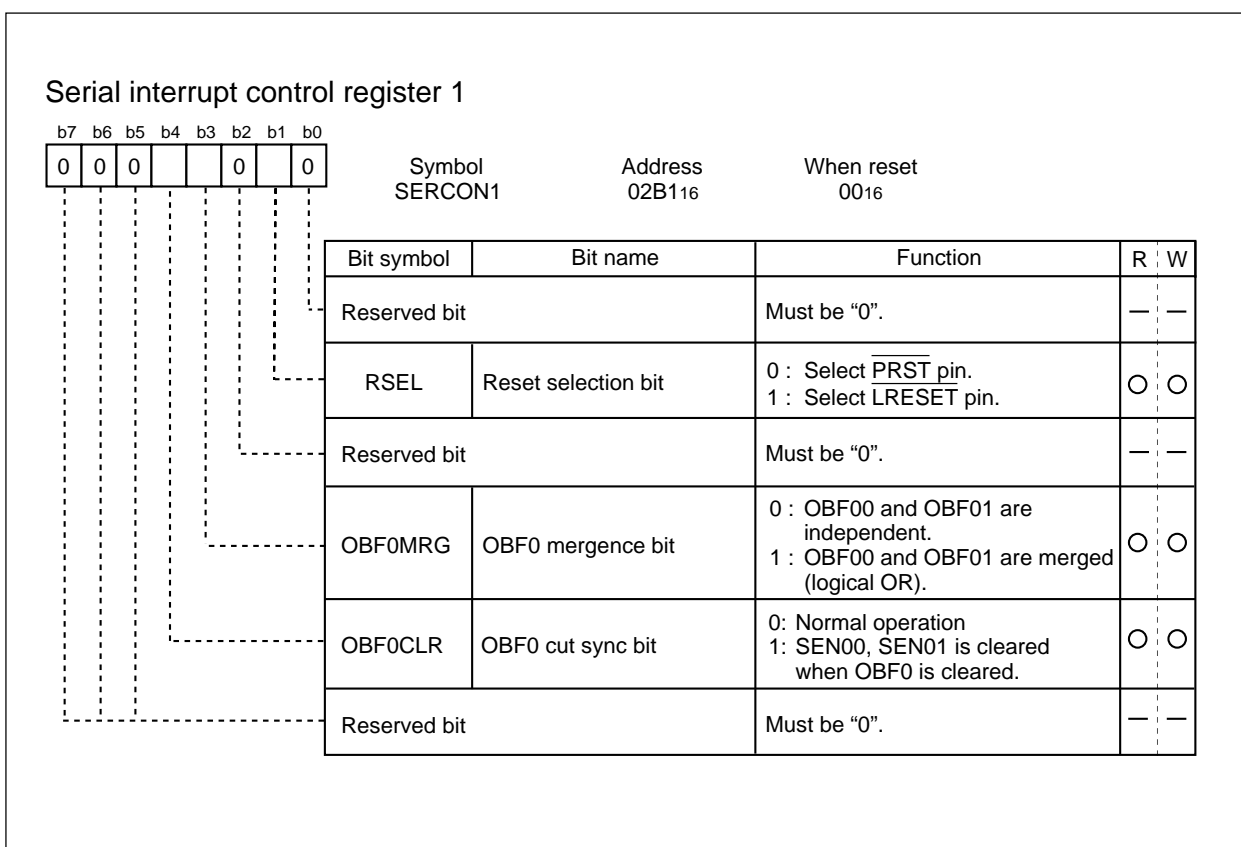 Serial interrupt control register 1
b7 b6 b5 b4 b3 b2 b1 b0
0 0 0 0 0
Symbol Address When reset
SERCON1 02B116 0016
Bit symbol Bit name Function R W
Reserved bit Must be “0”. — —
RSEL Reset selection bit 0 : Select PRST pin.
1 : Select LRESET pin.
Reserved bit Must be “0”. — —
OBF0MRG OBF0 mergence bit 0 : OBF00 and OBF01 are
independent.
1 : OBF00 and OBF01 are merged
(logical OR).
OBF0CLR OBF0 cut sync bit 0: Normal operation
1: SEN00, SEN01 is cleared
when OBF0 is cleared.
Reserved bit Must be “0”. — —